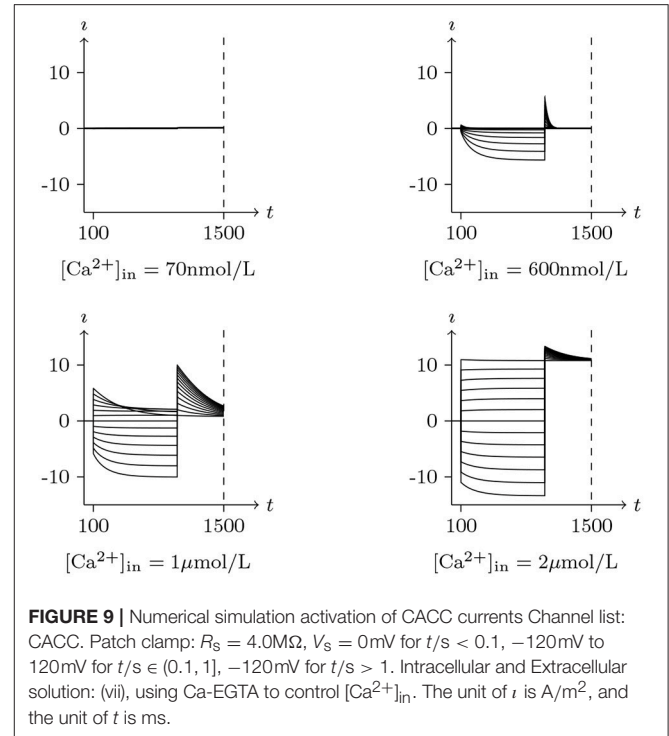 ι
10
0
-10
t
100 1500
[Ca²⁺]in = 70nmol/L
ι
10
0
-10
t
100 1500
[Ca²⁺]in = 600nmol/L
ι
10
0
-10
t
100 1500
[Ca²⁺]in = 1μmol/L
ι
10
0
-10
t
100 1500
[Ca²⁺]in = 2μmol/L
FIGURE 9 | Numerical simulation activation of CACC currents Channel list:
CACC. Patch clamp: Rs = 4.0MΩ, Vs = 0mV for t/s < 0.1, −120mV to
120mV for t/s ∈ (0.1, 1], −120mV for t/s > 1. Intracellular and Extracellular
solution: (vii), using Ca-EGTA to control [Ca²⁺]in. The unit of ι is A/m², and
the unit of t is ms.